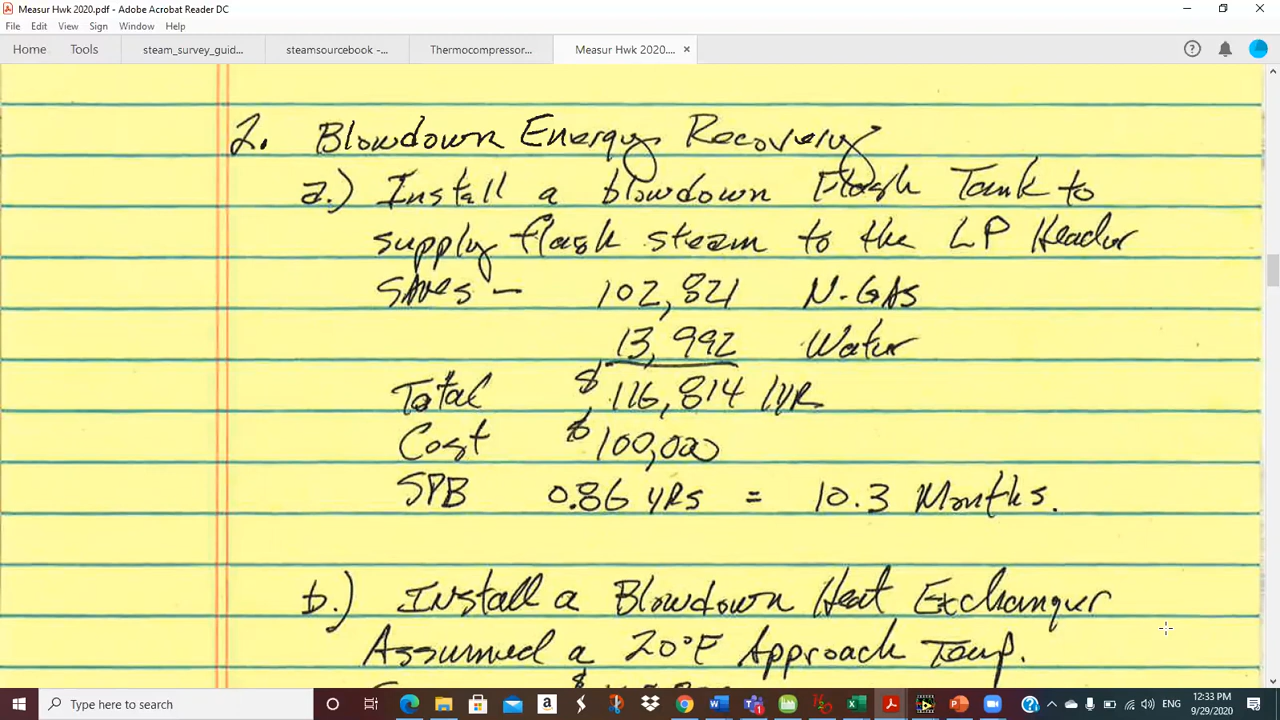 Measur Hwk 2020.pdf - Adobe Acrobat Reader DC
File Edit View Sign Window Help
Home Tools steam_survey_guid... steamsourcebook -... Thermocompressor... Measur Hwk 2020....
2. Blowdown Energy Recovery
a.) Install a blowdown Flash Tank to
supply flash steam to the LP Header
SAVES - 102,821 N.GAS
13,992 Water
Total $ 116,814 /YR
Cost $ 100,000
SPB 0.86 YRs = 10.3 Months.
b.) Install a Blowdown Heat Exchanger
Assumed a 20°F Approach Temp.
Type here to search
ENG
12:33 PM
9/29/2020